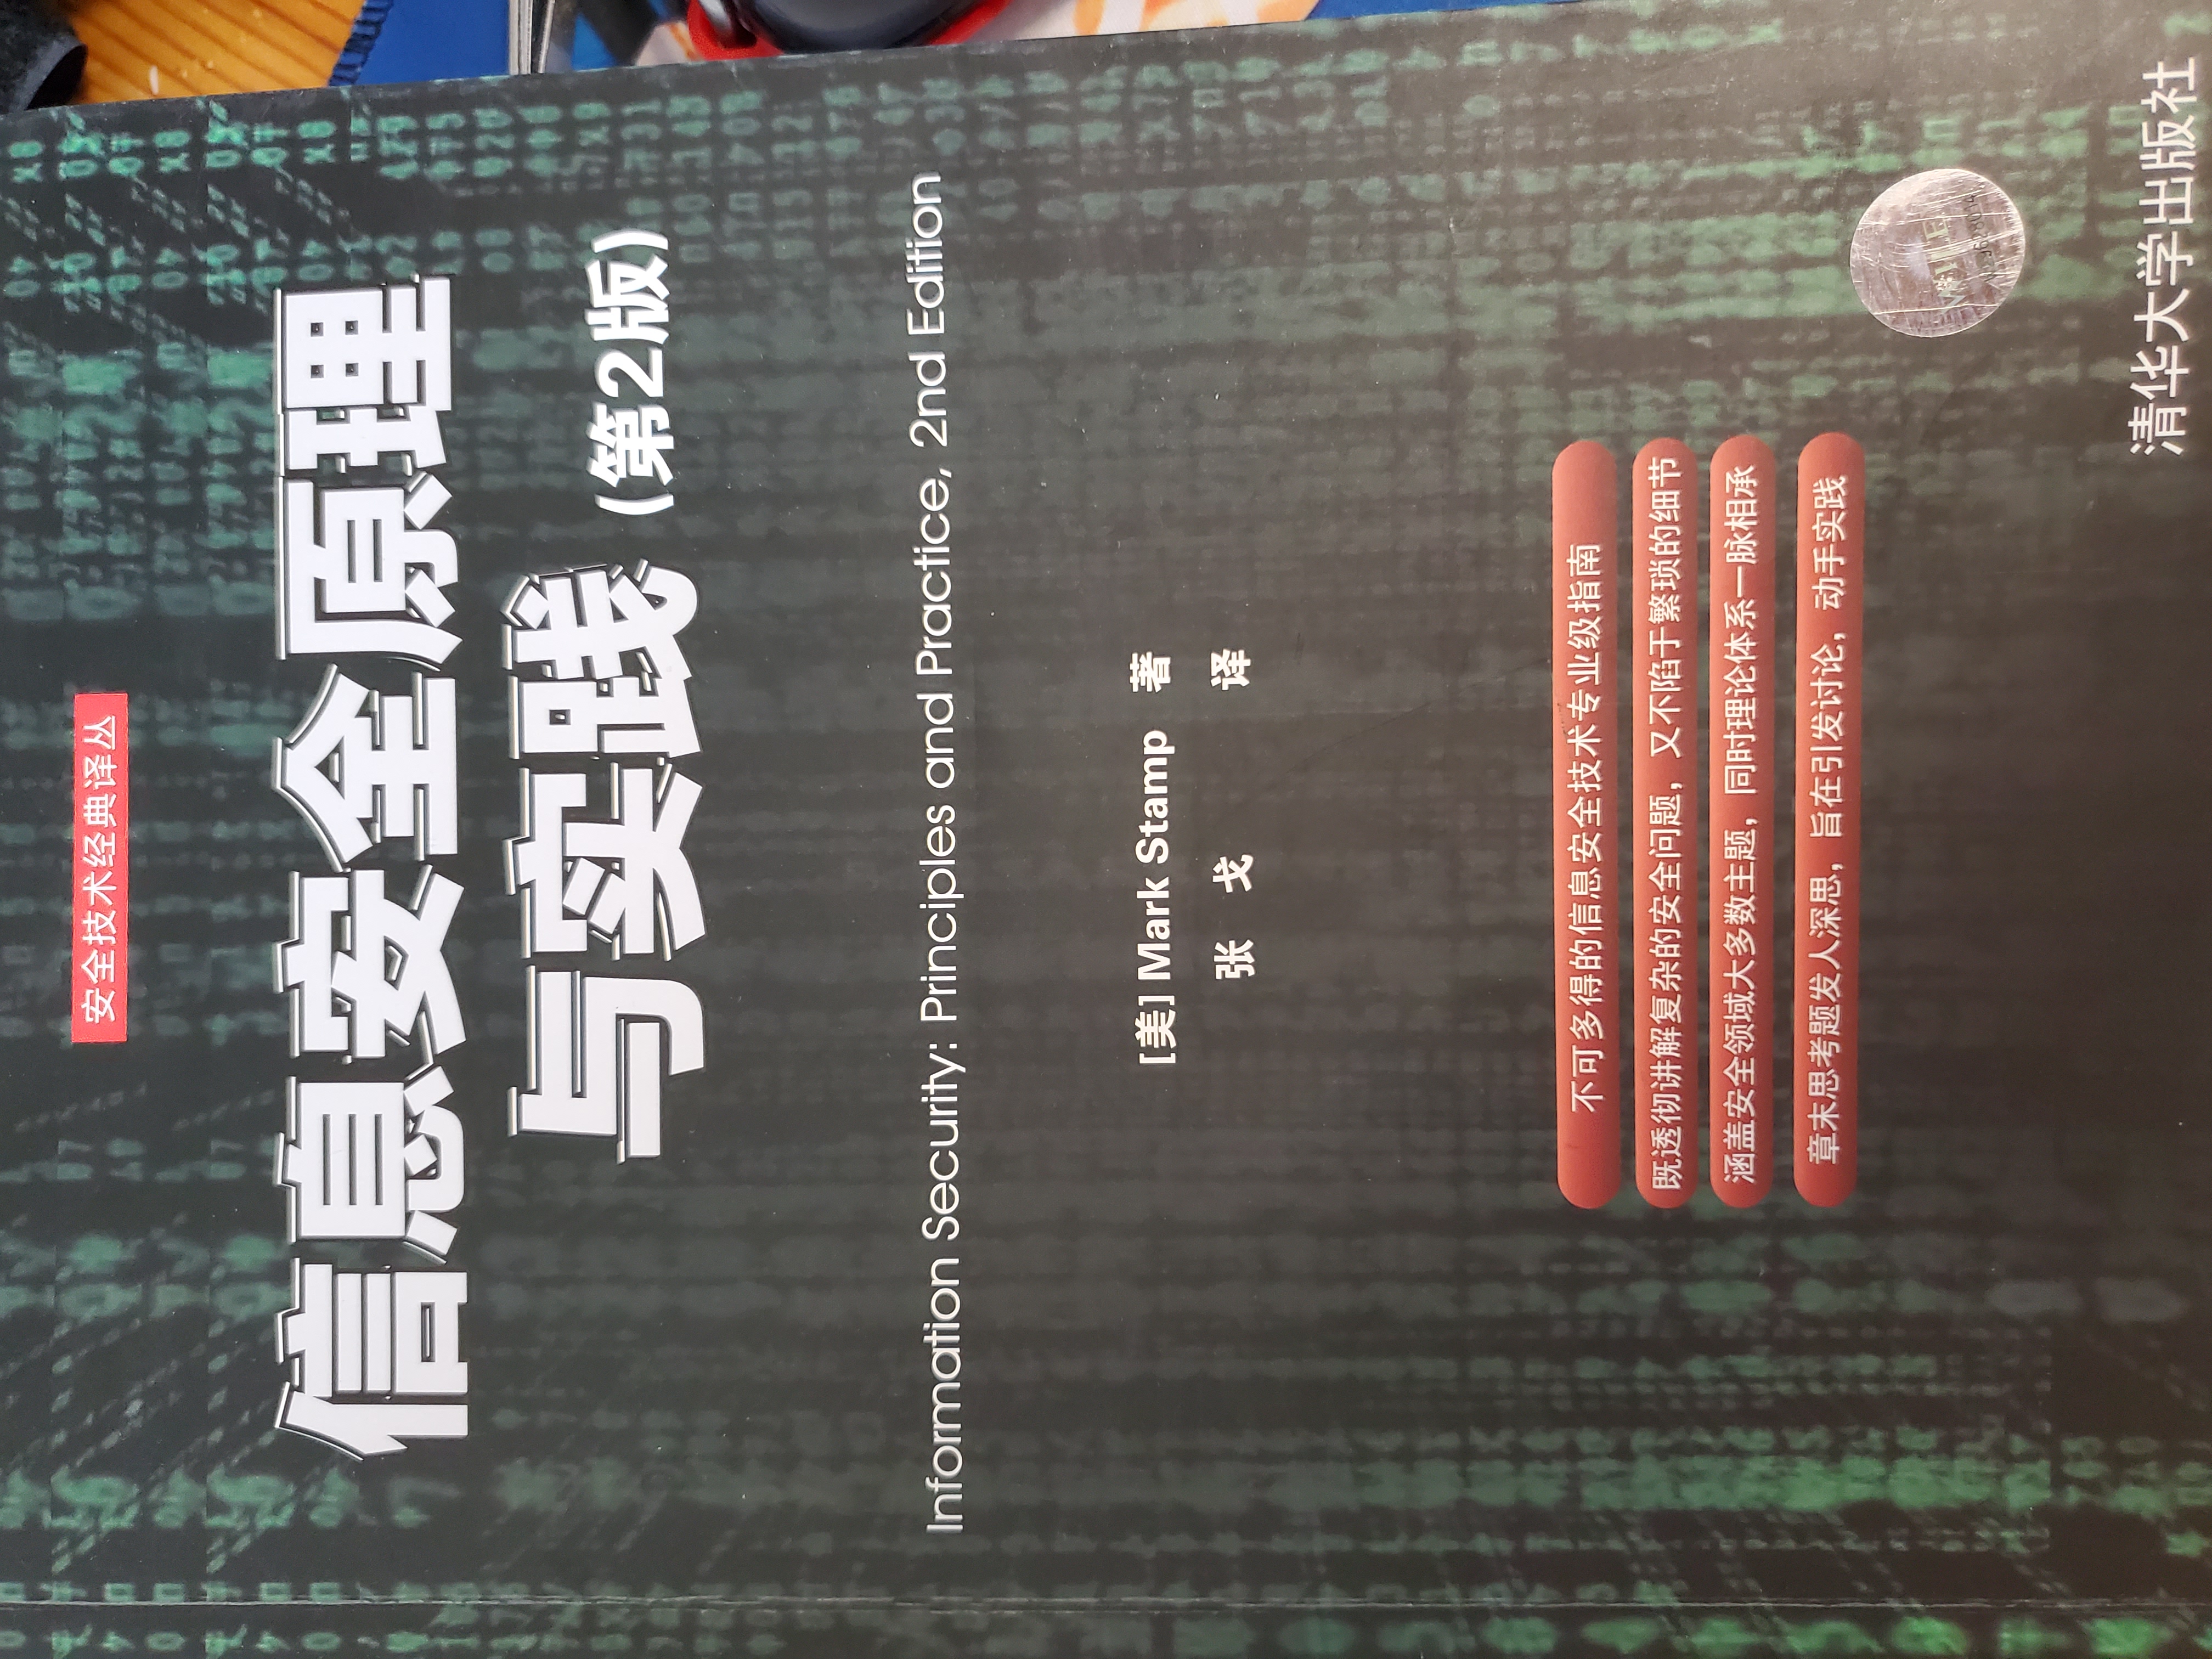 安全技术经典译丛
信息安全原理
与实践 (第2版)
Information Security: Principles and Practice, 2nd Edition
[美] Mark Stamp 著
张 戈 译
不可多得的信息安全技术专业级指南
既透彻讲解复杂的安全问题，又不陷于繁琐的细节
涵盖安全领域大多数主题，同时理论体系一脉相承
章末思考题发人深思，旨在引发讨论，动手实践
清华大学出版社